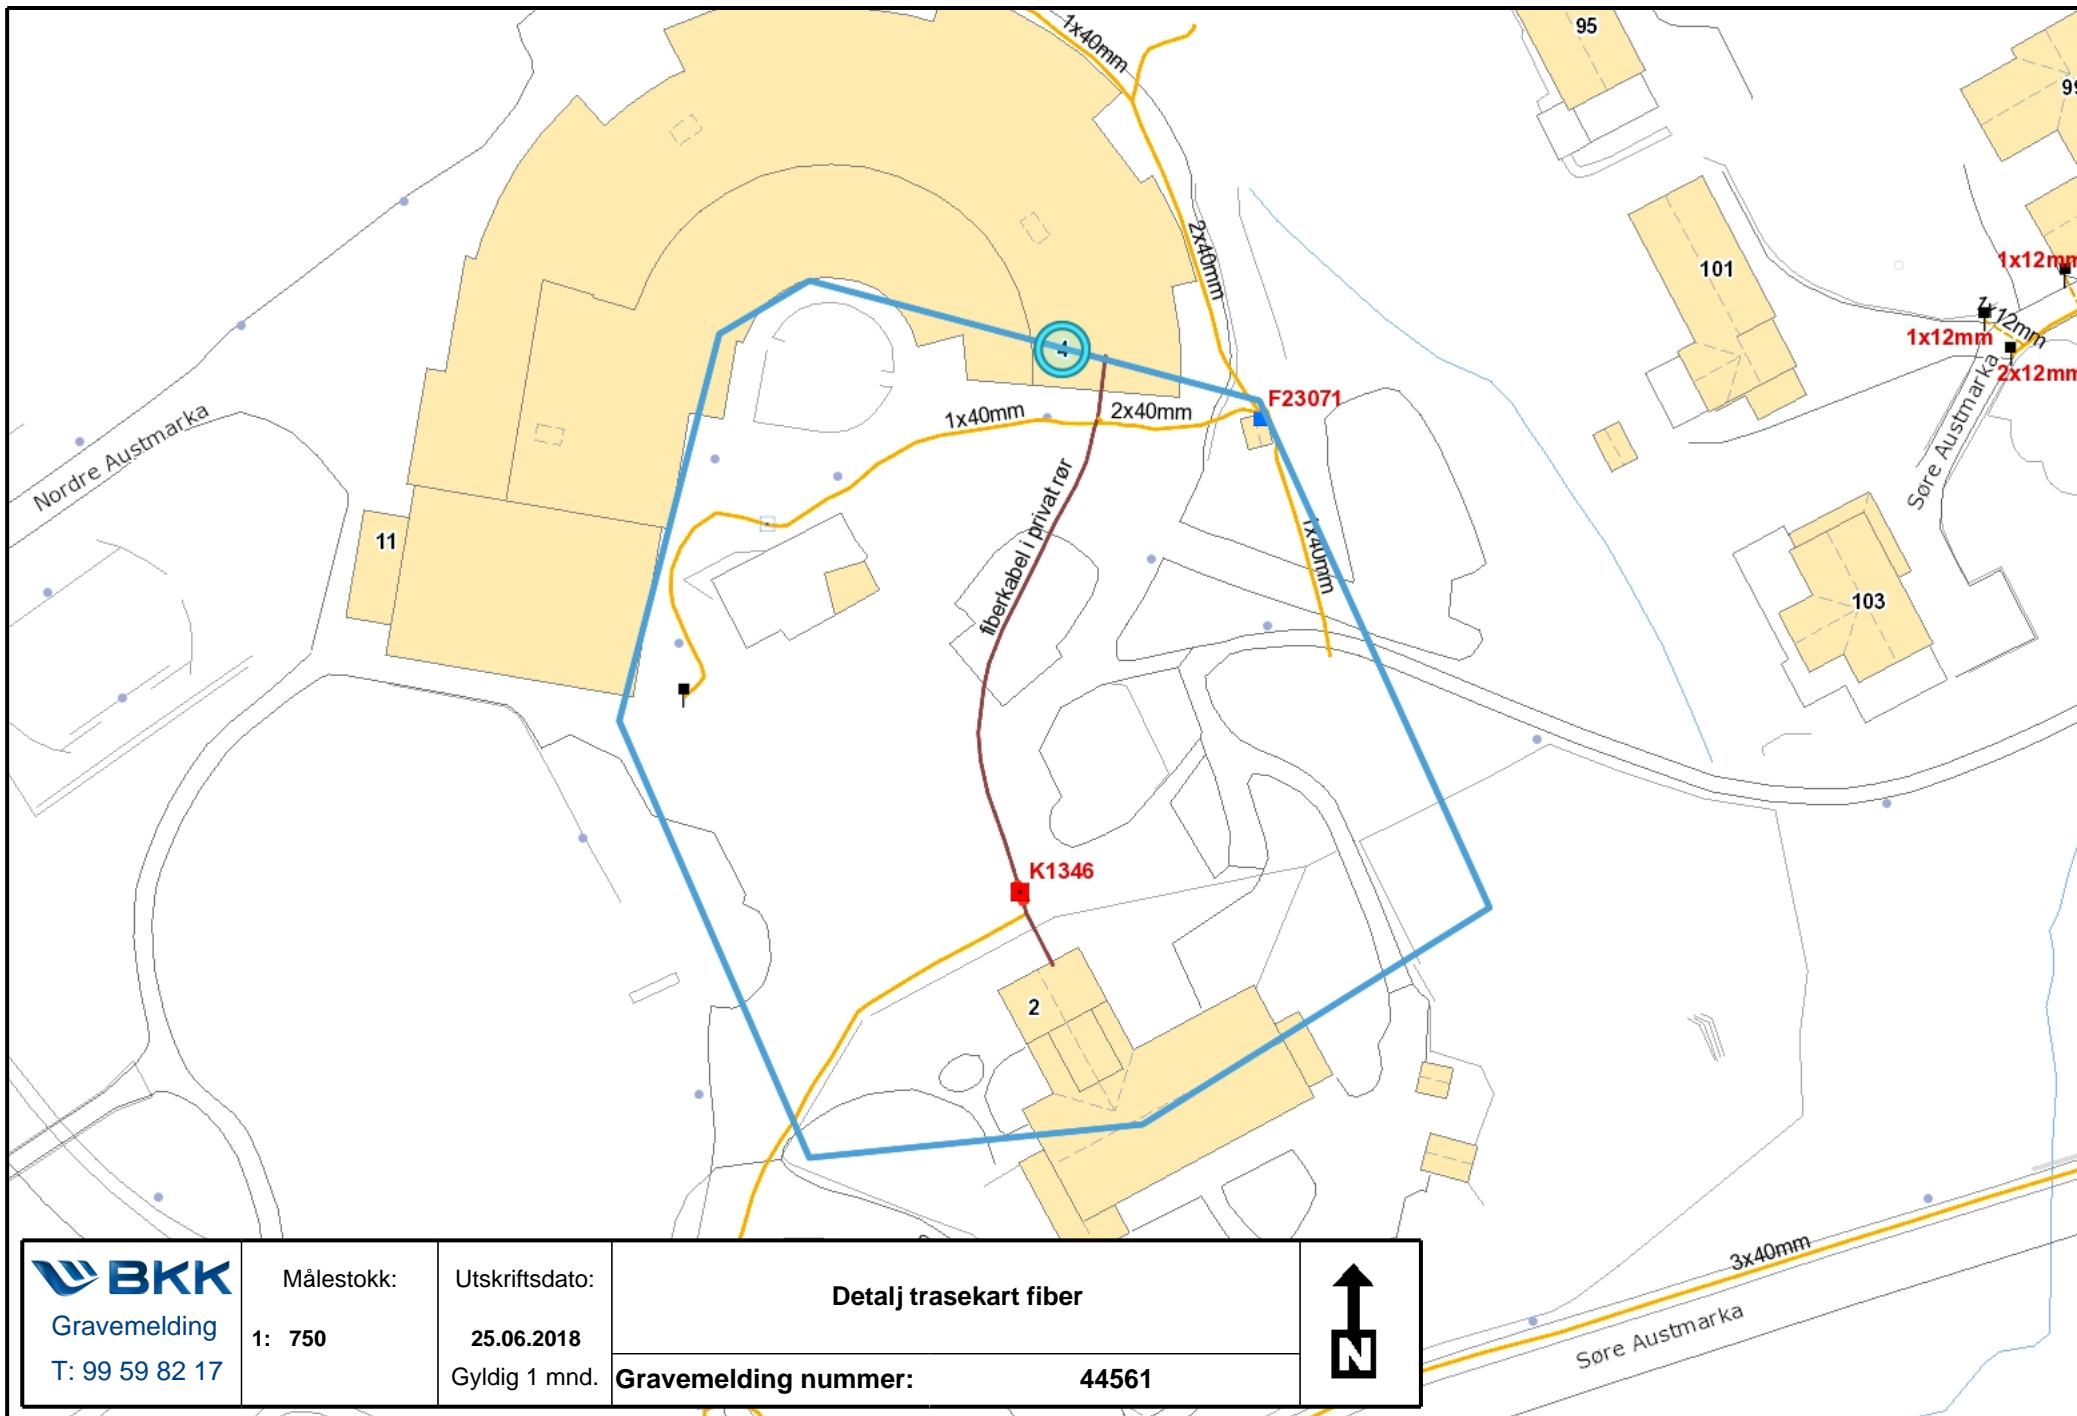 1x40mm
95
99
2x40mm
101
1x12mm
1x12mm
1x12mm
2x12mm
4
F23071
1x40mm
2x40mm
Nordre Austmarka
Søre Austmarka
fiberkabel i privat rør
11
1x40mm
103
K1346
2
3x40mm
Søre Austmarka
BKK
Gravemelding
T: 99 59 82 17
Målestokk:
1: 750
Utskriftsdato:
25.06.2018
Gyldig 1 mnd.
Detalj trasekart fiber
Gravemelding nummer: 44561
N